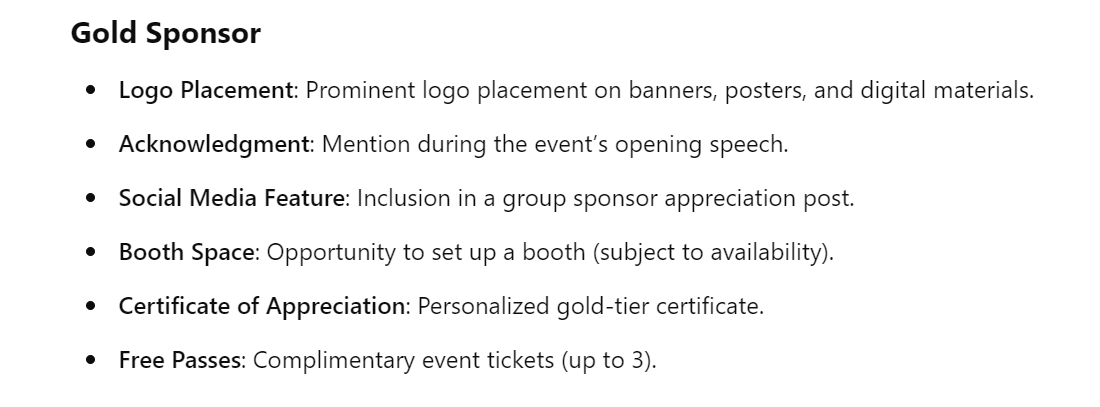 Gold Sponsor
• Logo Placement: Prominent logo placement on banners, posters, and digital materials.
• Acknowledgment: Mention during the event’s opening speech.
• Social Media Feature: Inclusion in a group sponsor appreciation post.
• Booth Space: Opportunity to set up a booth (subject to availability).
• Certificate of Appreciation: Personalized gold-tier certificate.
• Free Passes: Complimentary event tickets (up to 3).